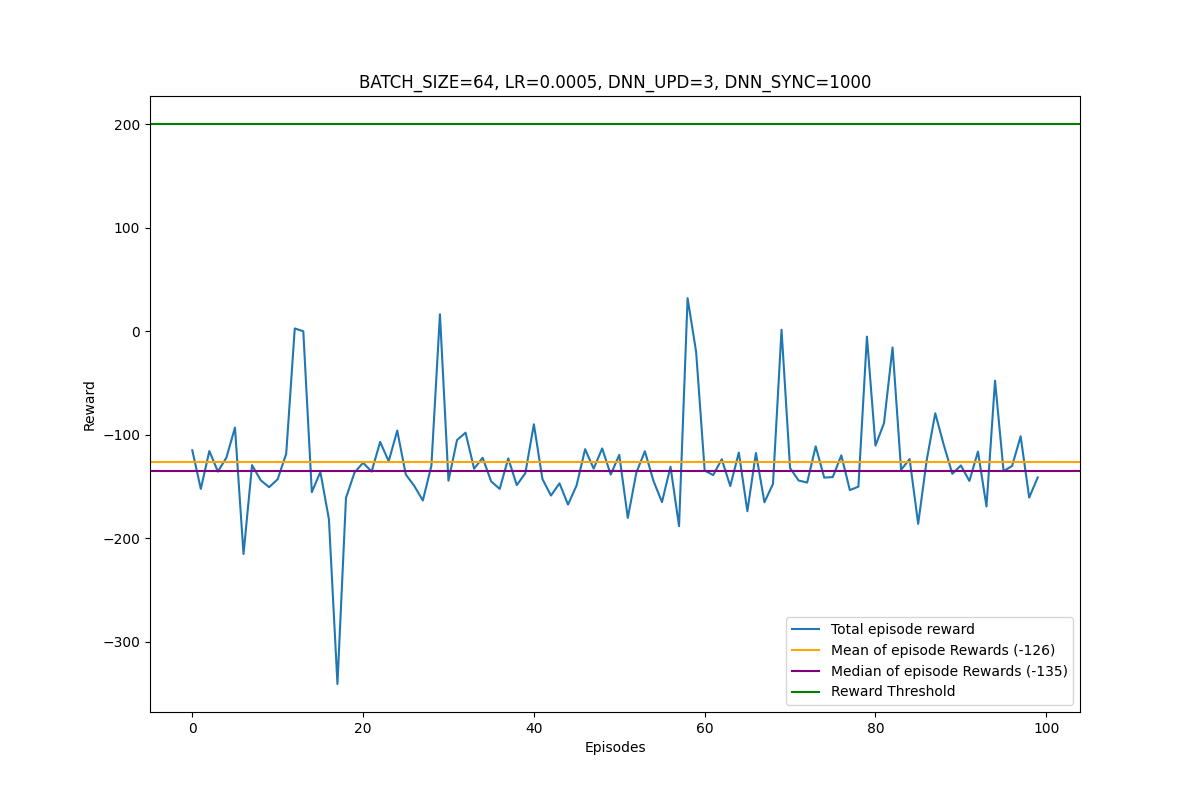 BATCH_SIZE=64, LR=0.0005, DNN_UPD=3, DNN_SYNC=1000
200
100
0
−100
−200
−300
Reward
Total episode reward
Mean of episode Rewards (-126)
Median of episode Rewards (-135)
Reward Threshold
0 20 40 60 80 100
Episodes